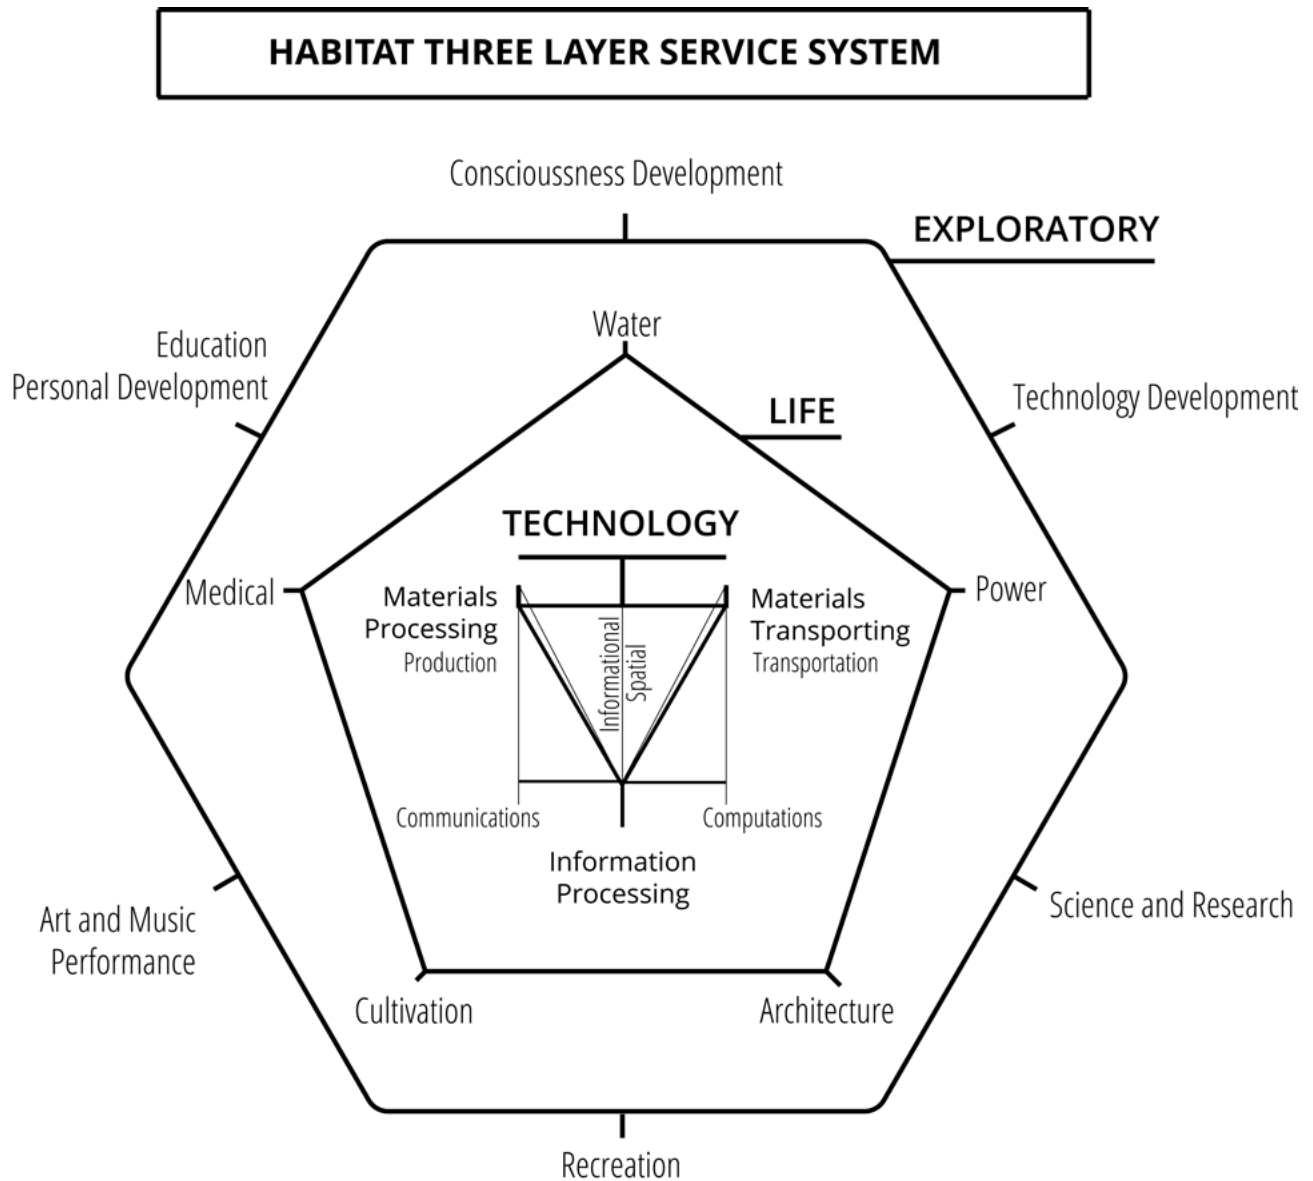 HABITAT THREE LAYER SERVICE SYSTEM
Conscioussness Development
EXPLORATORY
Water
Education
Personal Development
Technology Development
LIFE
TECHNOLOGY
Medical
Power
Materials
Processing
Production
Informational
Spatial
Materials
Transporting
Transportation
Communications
Computations
Information
Processing
Art and Music
Performance
Science and Research
Cultivation
Architecture
Recreation